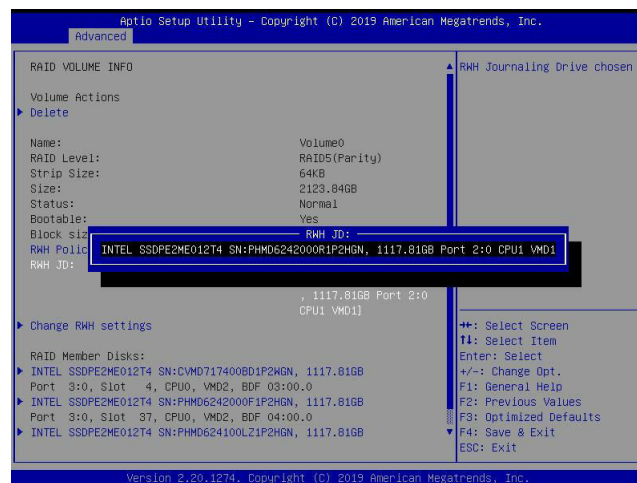 Aptio Setup Utility – Copyright (C) 2019 American Megatrends, Inc.
Advanced
RAID VOLUME INFO
RWH Journaling Drive chosen
Volume Actions
Delete
Name: Volume0
RAID Level: RAID5(Parity)
Strip Size: 64KB
Size: 2123.84GB
Status: Normal
Bootable: Yes
Block siz
RWH JD:
RWH Polic
INTEL SSDPE2ME012T4 SN:PHMD6242000R1P2HGN, 1117.81GB Port 2:0 CPU1 VMD1
RWH JD:
, 1117.81GB Port 2:0
CPU1 VMD1]
Change RWH settings
RAID Member Disks:
INTEL SSDPE2ME012T4 SN:CVMD717400BD1P2WGN, 1117.81GB
Port 3:0, Slot 4, CPU0, VMD2, BDF 03:00.0
INTEL SSDPE2ME012T4 SN:PHMD6242000F1P2HGN, 1117.81GB
Port 3:0, Slot 37, CPU0, VMD2, BDF 04:00.0
INTEL SSDPE2ME012T4 SN:PHMD624100LZ1P2HGN, 1117.81GB
→←: Select Screen
↑↓: Select Item
Enter: Select
+/-: Change Opt.
F1: General Help
F2: Previous Values
F3: Optimized Defaults
F4: Save & Exit
ESC: Exit
Version 2.20.1274. Copyright (C) 2019 American Megatrends, Inc.